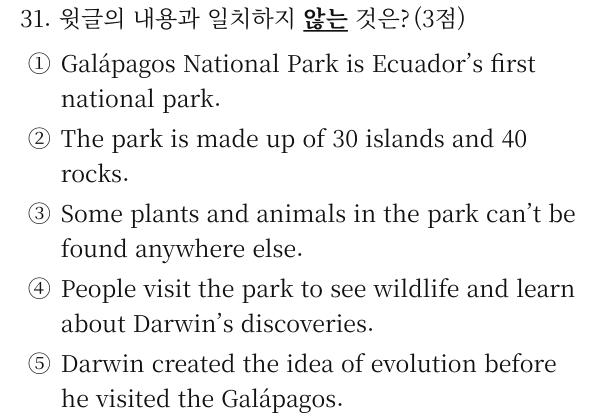 31. 윗글의 내용과 일치하지 않는 것은?(3점)
① Galápagos National Park is Ecuador’s first
national park.
② The park is made up of 30 islands and 40
rocks.
③ Some plants and animals in the park can’t be
found anywhere else.
④ People visit the park to see wildlife and learn
about Darwin’s discoveries.
⑤ Darwin created the idea of evolution before
he visited the Galápagos.